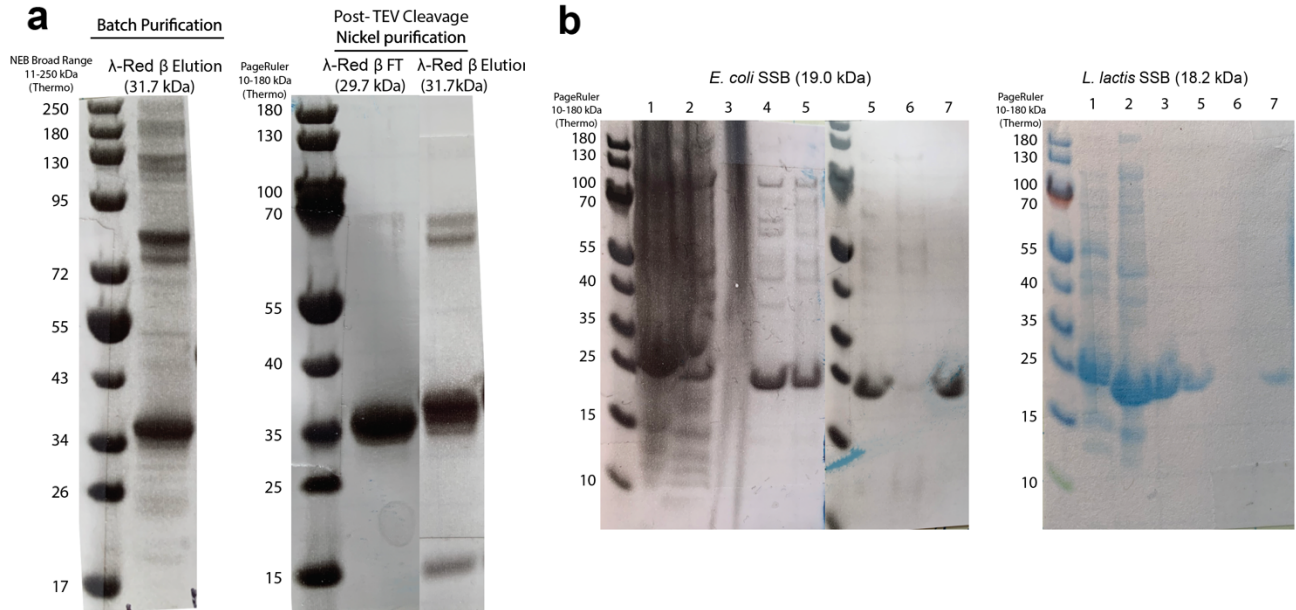 a
Batch Purification
NEB Broad Range
11-250 kDa
(Thermo)
λ-Red β Elution
(31.7 kDa)
250
180
130
95
72
55
43
34
26
17
Post- TEV Cleavage
Nickel purification
PageRuler
10-180 kDa
(Thermo)
λ-Red β FT
(29.7 kDa)
λ-Red β Elution
(31.7kDa)
180
130
100
70
55
40
35
25
15
b
E. coli SSB (19.0 kDa)
PageRuler
10-180 kDa
(Thermo)
1 2 3 4 5 5 6 7
180
130
100
70
55
40
35
25
15
10
L. lactis SSB (18.2 kDa)
PageRuler
10-180 kDa
(Thermo)
1 2 3 5 6 7
180
130
100
70
55
40
35
25
15
10